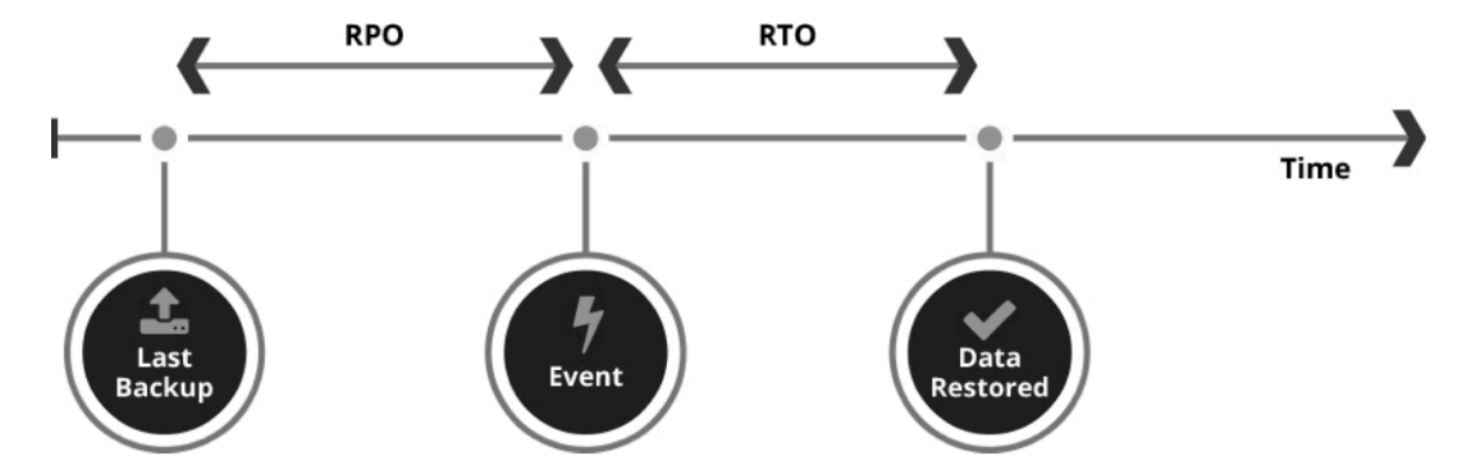 RPO
RTO
Time
Last
Backup
Event
Data
Restored